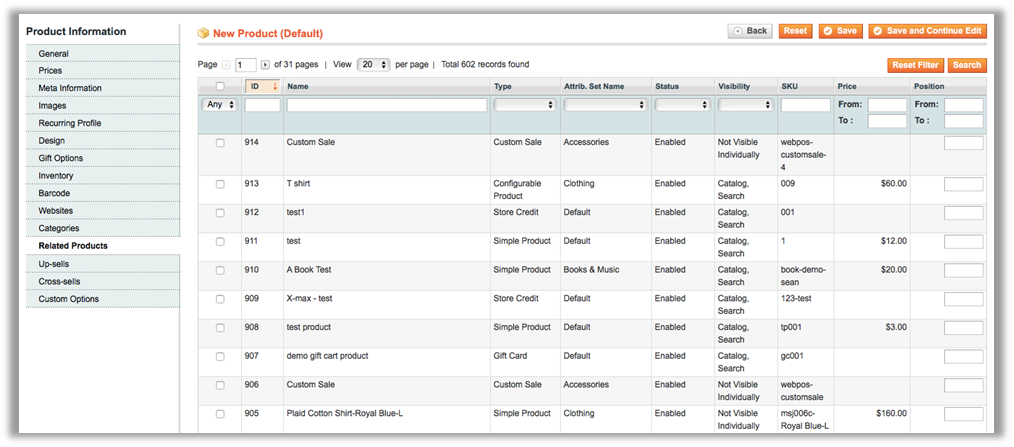 Product Information
General
Prices
Meta Information
Images
Recurring Profile
Design
Gift Options
Inventory
Barcode
Websites
Categories
Related Products
Up-sells
Cross-sells
Custom Options
New Product (Default)
Back Reset Save Save and Continue Edit
Page 1 of 31 pages | View 20 per page | Total 602 records found
Reset Filter Search
ID Name Type Attrib. Set Name Status Visibility SKU Price Position
Any From: From:
To : To :
914 Custom Sale Custom Sale Accessories Enabled Not Visible webpos-
Individually customsale-
4
913 T shirt Configurable Clothing Enabled Catalog, 009 $60.00
Product Search
912 test1 Store Credit Default Enabled Catalog, 001
Search
911 test Simple Product Default Enabled Catalog, 1 $12.00
Search
910 A Book Test Simple Product Books & Music Enabled Catalog, book-demo- $20.00
Search sean
909 X-max - test Store Credit Default Enabled Catalog, 123-test
Search
908 test product Simple Product Default Enabled Catalog, tp001 $3.00
Search
907 demo gift cart product Gift Card Default Enabled Catalog, gc001
Search
906 Custom Sale Custom Sale Accessories Enabled Not Visible webpos-
Individually customsale
905 Plaid Cotton Shirt-Royal Blue-L Simple Product Clothing Enabled Not Visible msj006c- $160.00
Individually Royal Blue-L